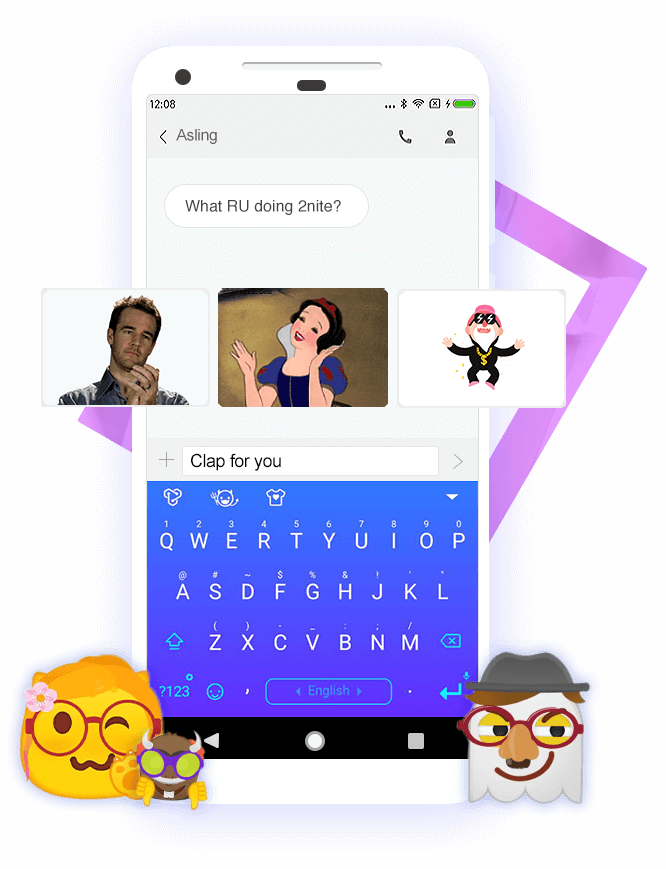 12:08
Asling
What RU doing 2nite?
Clap for you
1 2 3 4 5 6 7 8 9 0
Q W E R T Y U I O P
@ # ~ $ % & ! ' *
A S D F G H J K L
( ) - _ : ; /
Z X C V B N M
?123 , English .